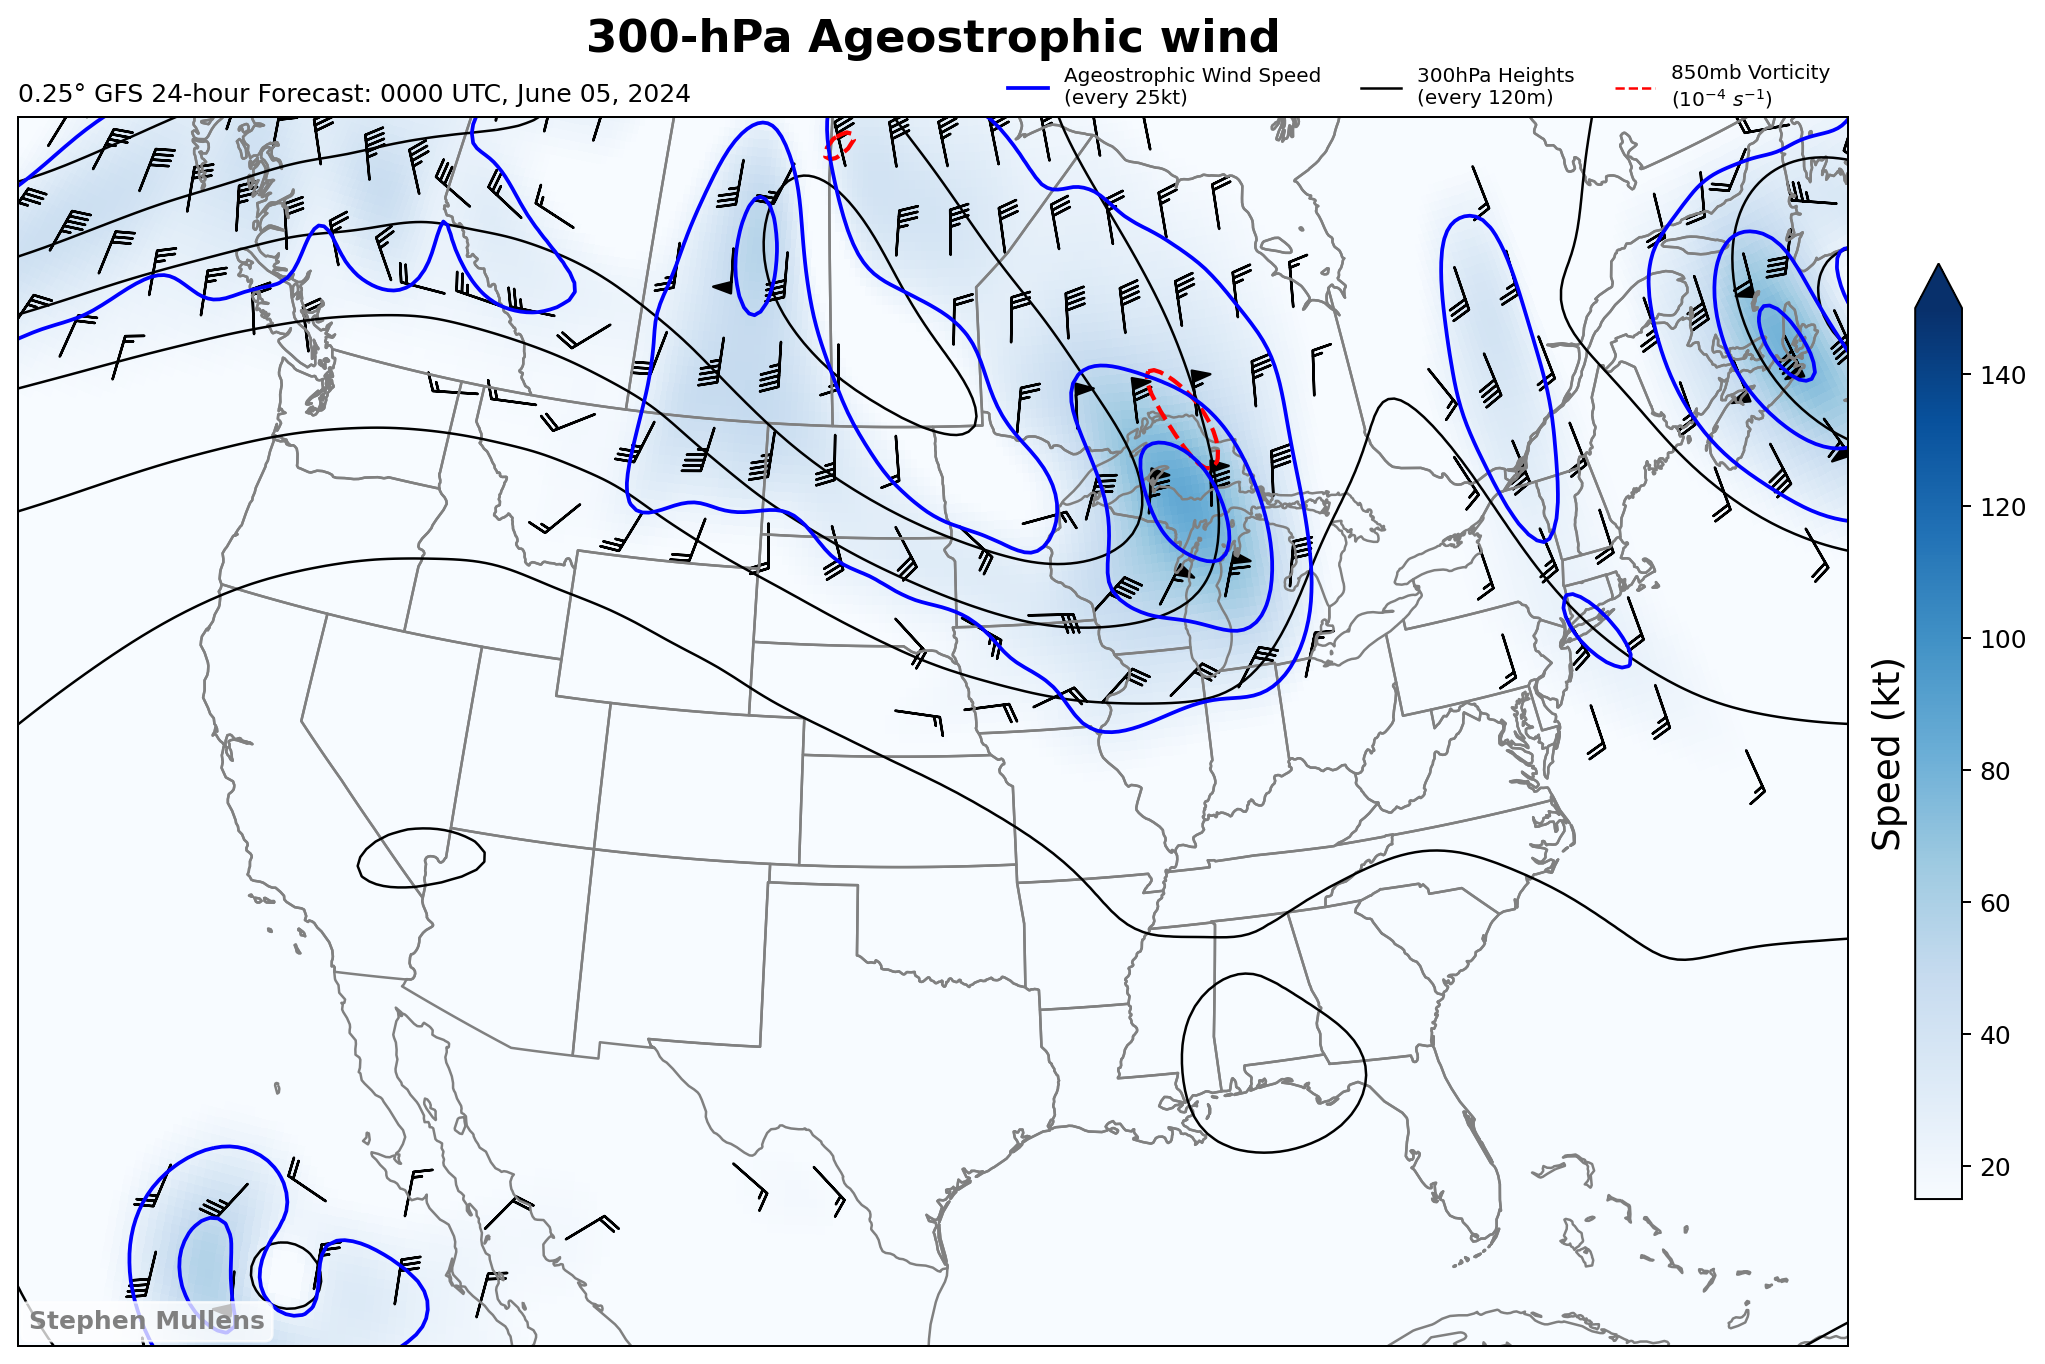 300-hPa Ageostrophic wind
0.25° GFS 24-hour Forecast: 0000 UTC, June 05, 2024
Ageostrophic Wind Speed
(every 25kt)
300hPa Heights
(every 120m)
850mb Vorticity
(10⁻⁴ s⁻¹)
140
120
100
80
60
40
20
Speed (kt)
Stephen Mullens